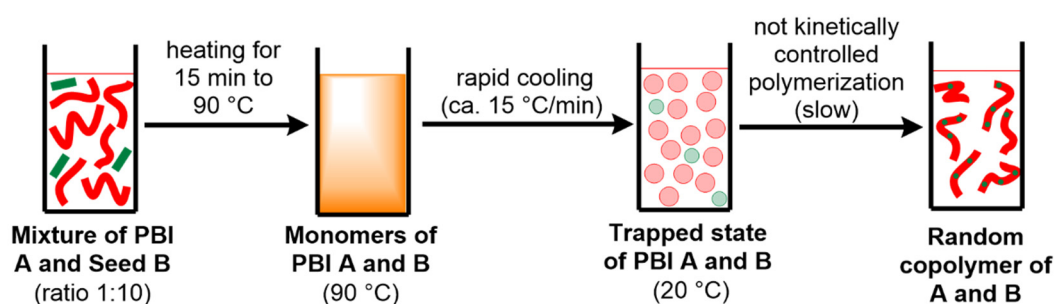 heating for
15 min to
90 °C
rapid cooling
(ca. 15 °C/min)
not kinetically
controlled
polymerization
(slow)
Mixture of PBI
A and Seed B
(ratio 1:10)
Monomers of
PBI A and B
(90 °C)
Trapped state
of PBI A and B
(20 °C)
Random
copolymer of
A and B